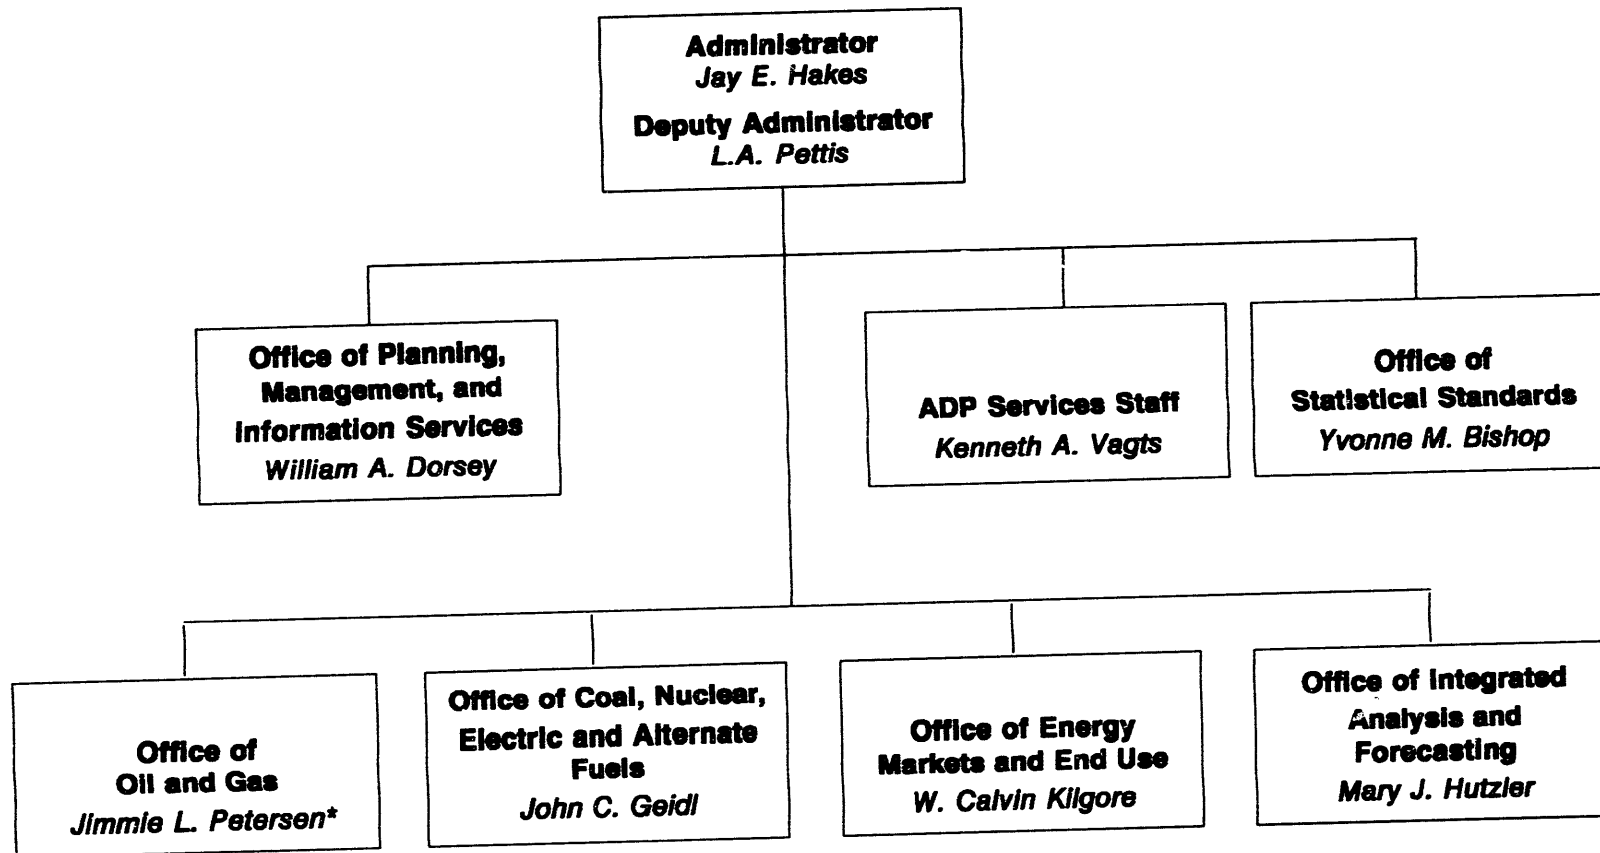 Administrator
Jay E. Hakes
Deputy Administrator
L.A. Pettis
Office of Planning,
Management, and
Information Services
William A. Dorsey
ADP Services Staff
Kenneth A. Vagts
Office of
Statistical Standards
Yvonne M. Bishop
Office of
Oil and Gas
Jimmie L. Petersen*
Office of Coal, Nuclear,
Electric and Alternate
Fuels
John C. Geidl
Office of Energy
Markets and End Use
W. Calvin Kilgore
Office of Integrated
Analysis and
Forecasting
Mary J. Hutzler